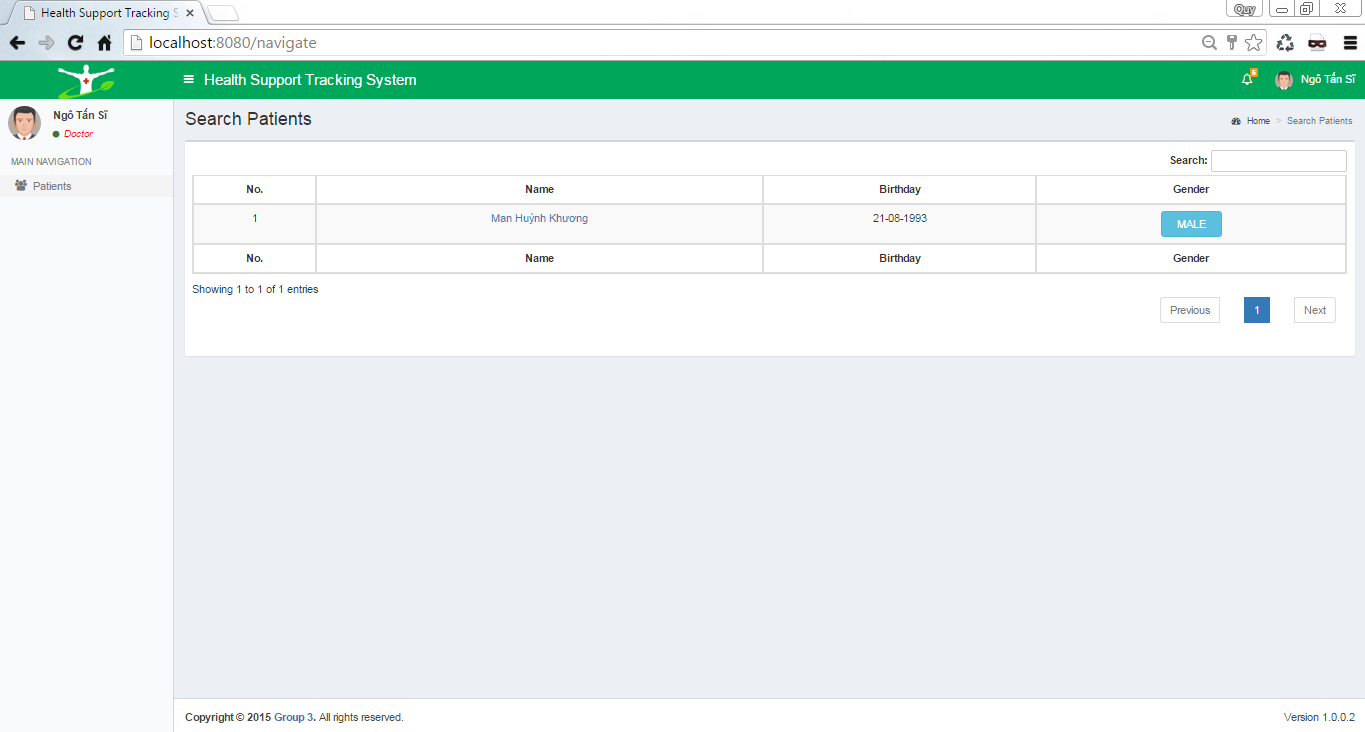 Health Support Tracking S
Quy
localhost:8080/navigate
Health Support Tracking System
Ngô Tấn Sĩ
Ngô Tấn Sĩ
Doctor
MAIN NAVIGATION
Patients
Search Patients
Home > Search Patients
Search:
No. Name Birthday Gender
1 Man Huỳnh Khương 21-08-1993 MALE
No. Name Birthday Gender
Showing 1 to 1 of 1 entries
Previous 1 Next
Copyright © 2015 Group 3. All rights reserved.
Version 1.0.0.2